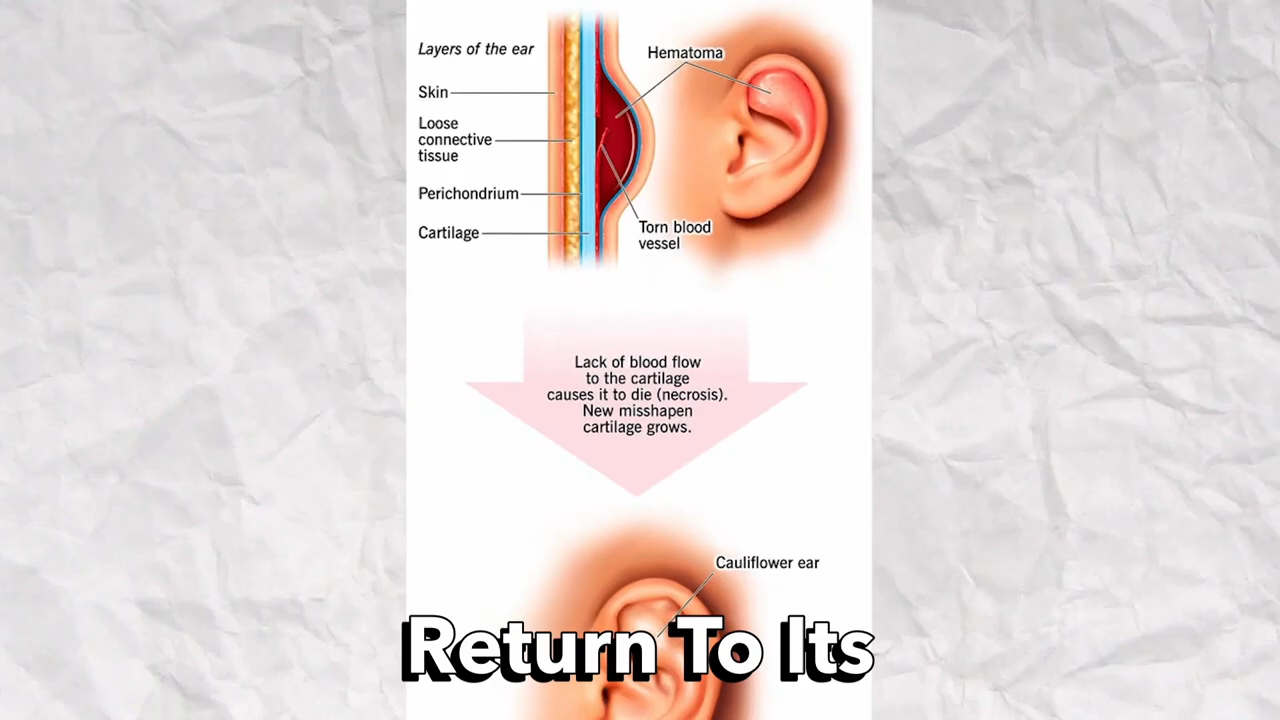 Layers of the ear
Hematoma
Skin
Loose
connective
tissue
Perichondrium
Cartilage
Torn blood
vessel
Lack of blood flow
to the cartilage
causes it to die (necrosis).
New misshapen
cartilage grows.
Cauliflower ear
Return To Its